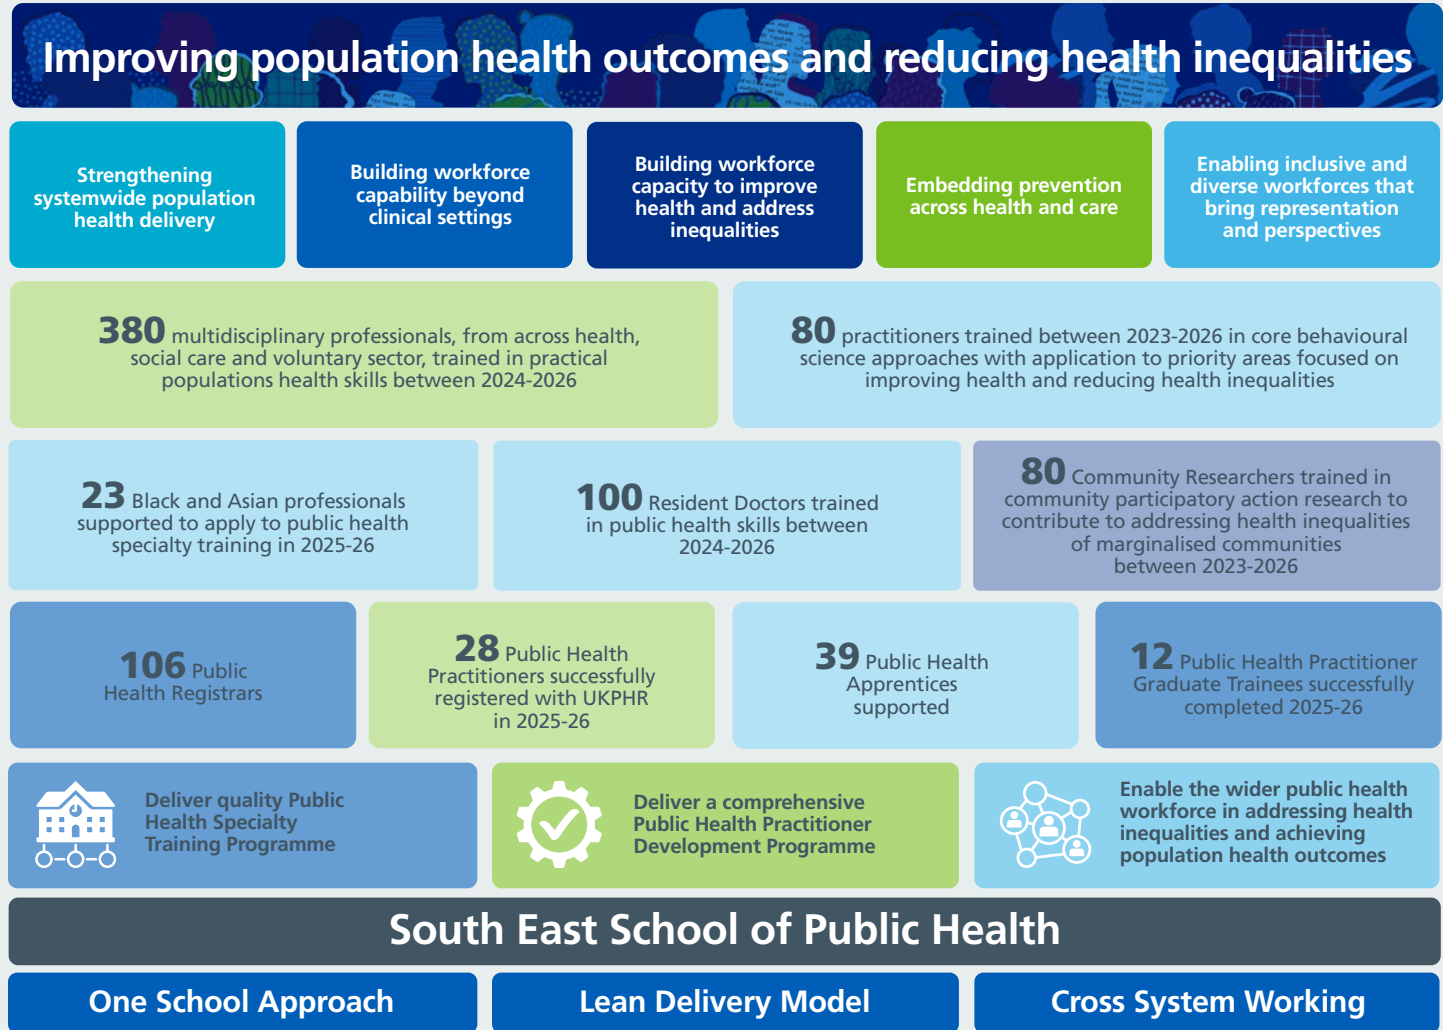 Improving population health outcomes and reducing health inequalities
Strengthening
systemwide population
health delivery
Building workforce
capability beyond
clinical settings
Building workforce
capacity to improve
health and address
inequalities
Embedding prevention
across health and care
Enabling inclusive and
diverse workforces that
bring representation
and perspectives
380 multidisciplinary professionals, from across health,
social care and voluntary sector, trained in practical
populations health skills between 2024-2026
80 practitioners trained between 2023-2026 in core behavioural
science approaches with application to priority areas focused on
improving health and reducing health inequalities
23 Black and Asian professionals
supported to apply to public health
specialty training in 2025-26
100 Resident Doctors trained
in public health skills between
2024-2026
80 Community Researchers trained in
community participatory action research to
contribute to addressing health inequalities
of marginalised communities
between 2023-2026
106 Public
Health Registrars
28 Public Health
Practitioners successfully
registered with UKPHR
in 2025-26
39 Public Health
Apprentices
supported
12 Public Health Practitioner
Graduate Trainees successfully
completed 2025-26
Deliver quality Public
Health Specialty
Training Programme
Deliver a comprehensive
Public Health Practitioner
Development Programme
Enable the wider public health
workforce in addressing health
inequalities and achieving
population health outcomes
South East School of Public Health
One School Approach
Lean Delivery Model
Cross System Working